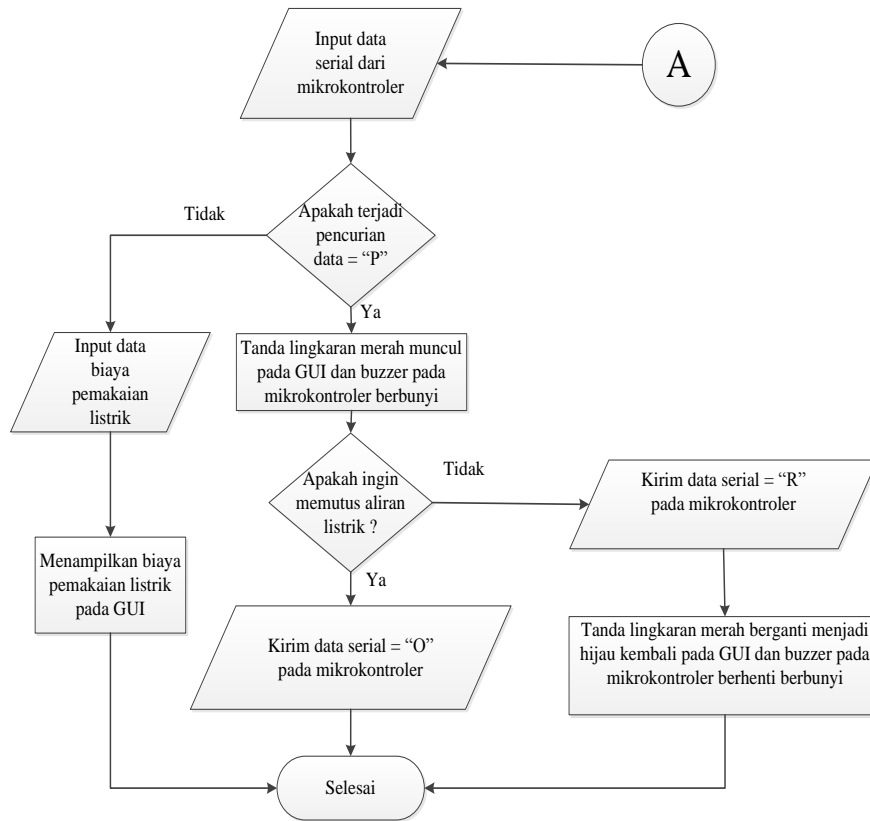 Input data
serial dari
mikrokontroler
A
Apakah terjadi
pencurian
data = “P”
Tidak
Ya
Input data
biaya
pemakaian
listrik
Tanda lingkaran merah muncul
pada GUI dan buzzer pada
mikrokontroler berbunyi
Apakah ingin
memutus aliran
listrik ?
Tidak
Kirim data serial = “R”
pada mikrokontroler
Menampilkan biaya
pemakaian listrik
pada GUI
Ya
Kirim data serial = “O”
pada mikrokontroler
Tanda lingkaran merah berganti menjadi
hijau kembali pada GUI dan buzzer pada
mikrokontroler berhenti berbunyi
Selesai